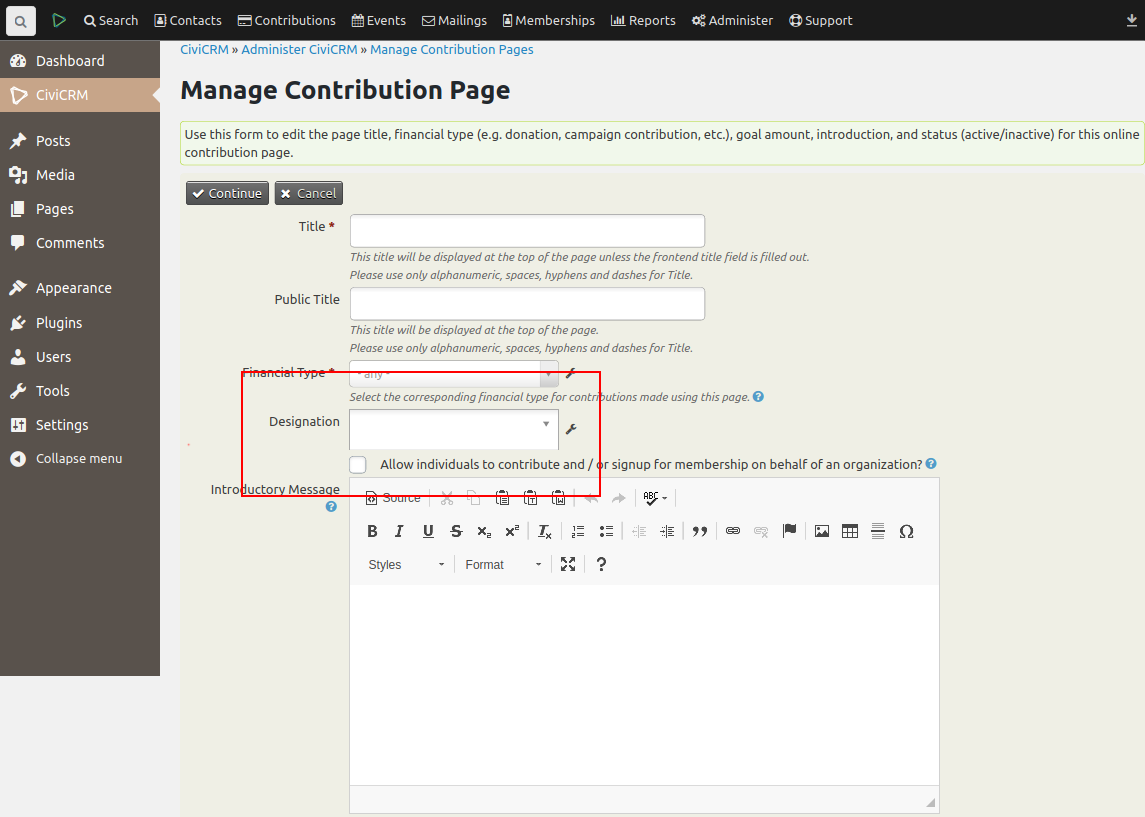 Search Contacts Contributions Events Mailings Memberships Reports Administer Support
Dashboard
CiviCRM
Posts
Media
Pages
Comments
Appearance
Plugins
Users
Tools
Settings
Collapse menu
CiviCRM » Administer CiviCRM » Manage Contribution Pages
Manage Contribution Page
Use this form to edit the page title, financial type (e.g. donation, campaign contribution, etc.), goal amount, introduction, and status (active/inactive) for this online
contribution page.
Continue Cancel
Title *
This title will be displayed at the top of the page unless the frontend title field is filled out.
Please use only alphanumeric, spaces, hyphens and dashes for Title.
Public Title
This title will be displayed at the top of the page.
Please use only alphanumeric, spaces, hyphens and dashes for Title.
Financial Type * - any -
Select the corresponding financial type for contributions made using this page. ?
Designation
Allow individuals to contribute and / or signup for membership on behalf of an organization? ?
Introductory Message ?
Source ABC
B I U S x₂ x² Tx Ω
Styles Format ?